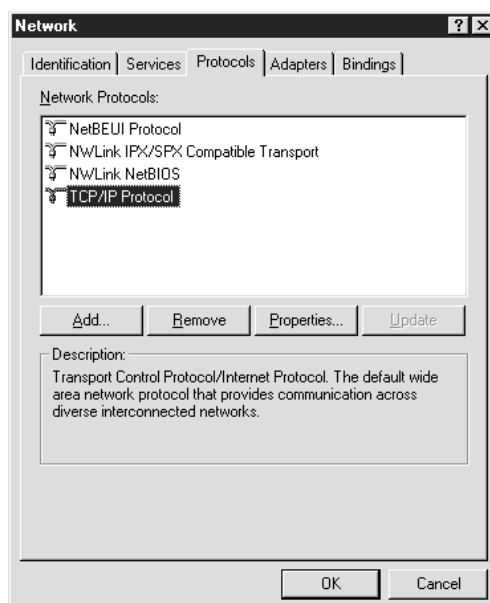 Network
Identification Services Protocols Adapters Bindings
Network Protocols:
NetBEUI Protocol
NWLink IPX/SPX Compatible Transport
NWLink NetBIOS
TCP/IP Protocol
Add... Remove Properties... Update
Description:
Transport Control Protocol/Internet Protocol. The default wide
area network protocol that provides communication across
diverse interconnected networks.
OK Cancel